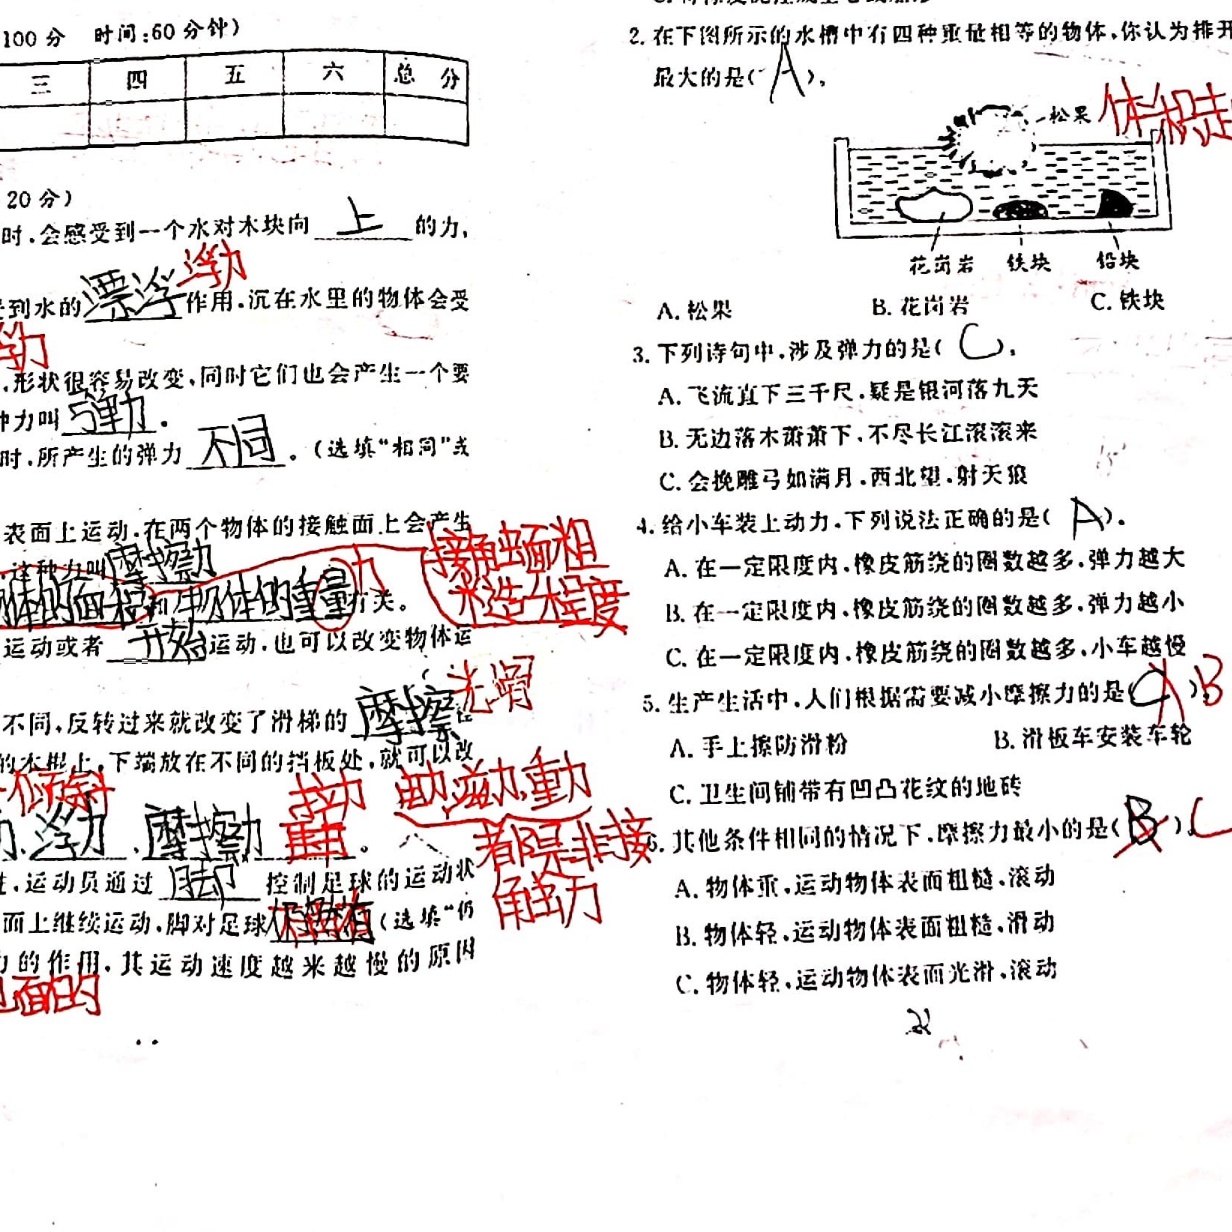 100分 时间:60分钟)
三 四 五 六 总 分
20分)
时,会感受到一个水对木块向 上 的力,
到水的 漂浮 作用,沉在水里的物体会受
浮力
浮力
,形状很容易改变,同时它们也会产生一个要
种力叫 弹力 。
时,所产生的弹力 不同 。(选填“相同”或
表面上运动,在两个物体的接触面上会产生
,这种力叫 摩擦力
物体的面积 和 物体的重量 有关。
力
接触面粗
糙程度
运动或者 开始 运动,也可以改变物体运
不同,反转过来就改变了滑梯的 摩擦
光滑
的木棍上,下端放在不同的挡板处,就可以改
倾斜
力、浮力、摩擦力 。
电力,磁力,重力
都是非接
触力
,运动员通过 脚 控制足球的运动状
面上继续运动,脚对足球 没有 (选填“仍
力的作用,其运动速度越来越慢的原因
地面的
2. 在下图所示的水槽中有四种重量相等的物体,你认为排开
最大的是( A )。
松果
体积
花岗岩 铁块 铅块
A. 松果 B. 花岗岩 C. 铁块
3. 下列诗句中,涉及弹力的是( C )。
A. 飞流直下三千尺,疑是银河落九天
B. 无边落木萧萧下,不尽长江滚滚来
C. 会挽雕弓如满月,西北望,射天狼
4. 给小车装上动力,下列说法正确的是( A )。
A. 在一定限度内,橡皮筋绕的圈数越多,弹力越大
B. 在一定限度内,橡皮筋绕的圈数越多,弹力越小
C. 在一定限度内,橡皮筋绕的圈数越多,小车越慢
5. 生产生活中,人们根据需要减小摩擦力的是( C ) B
A. 手上擦防滑粉 B. 滑板车安装车轮
C. 卫生间铺带有凹凸花纹的地砖
6. 其他条件相同的情况下,摩擦力最小的是( B )。 C
A. 物体重,运动物体表面粗糙,滚动
B. 物体轻,运动物体表面粗糙,滑动
C. 物体轻,运动物体表面光滑,滚动